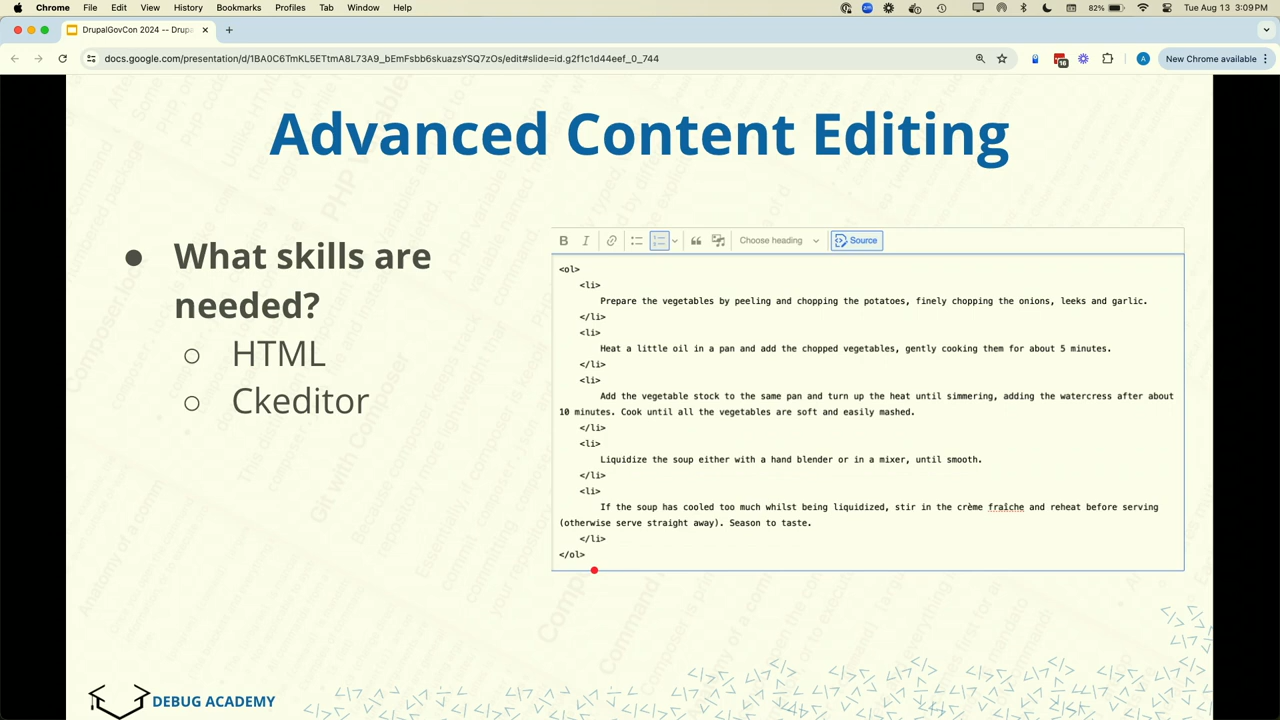 Chrome File Edit View History Bookmarks Profiles Tab Window Help 82% Tue Aug 13 3:09 PM
DrupalGovCon 2024 -- Drupa
docs.google.com/presentation/d/1BA0C6TmKL5ETtmA8L73A9_bEmFsbb6skuazsYSQ7zOs/edit#slide=id.g2f1c1d44eef_0_744
16
A
New Chrome available
Advanced Content Editing
What skills are
needed?
HTML
Ckeditor
B I Choose heading Source
<ol>
<li>
Prepare the vegetables by peeling and chopping the potatoes, finely chopping the onions, leeks and garlic.
</li>
<li>
Heat a little oil in a pan and add the chopped vegetables, gently cooking them for about 5 minutes.
</li>
<li>
Add the vegetable stock to the same pan and turn up the heat until simmering, adding the watercress after about
10 minutes. Cook until all the vegetables are soft and easily mashed.
</li>
<li>
Liquidize the soup either with a hand blender or in a mixer, until smooth.
</li>
<li>
If the soup has cooled too much whilst being liquidized, stir in the crème fraîche and reheat before serving
(otherwise serve straight away). Season to taste.
</li>
</ol>
DEBUG ACADEMY